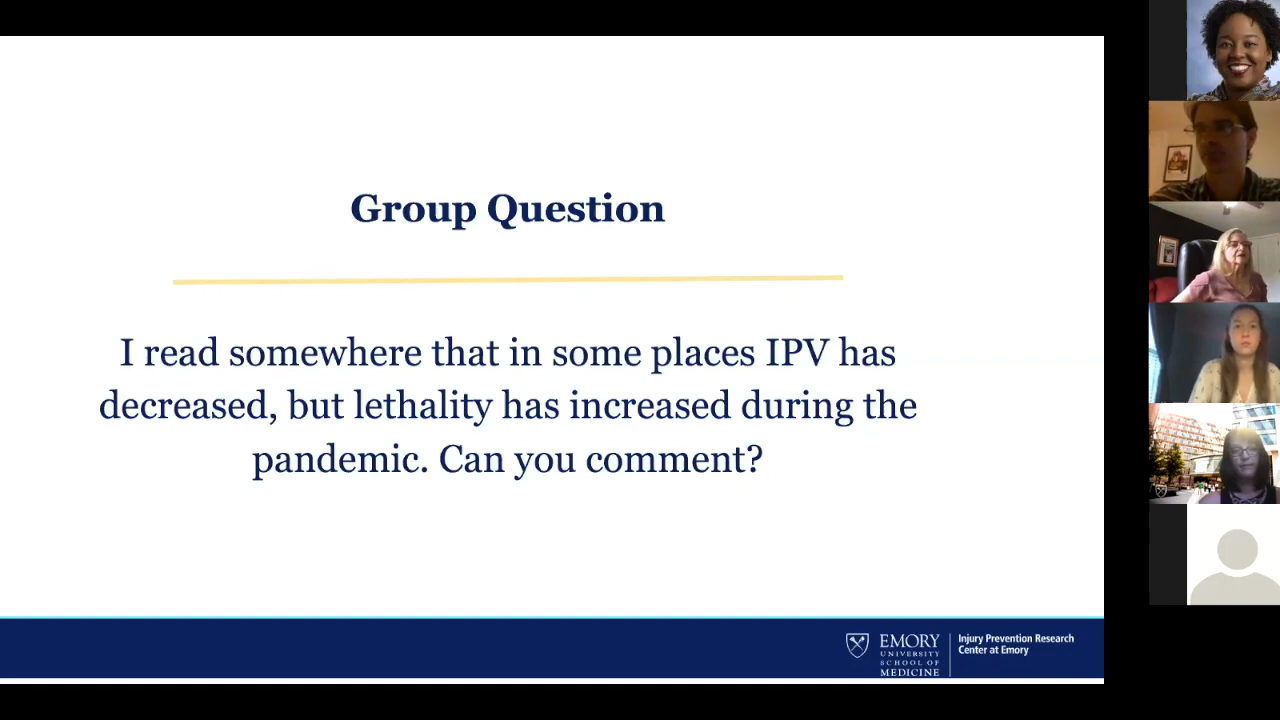 Group Question
I read somewhere that in some places IPV has
decreased, but lethality has increased during the
pandemic. Can you comment?
EMORY
UNIVERSITY
SCHOOL OF
MEDICINE
Injury Prevention Research
Center at Emory